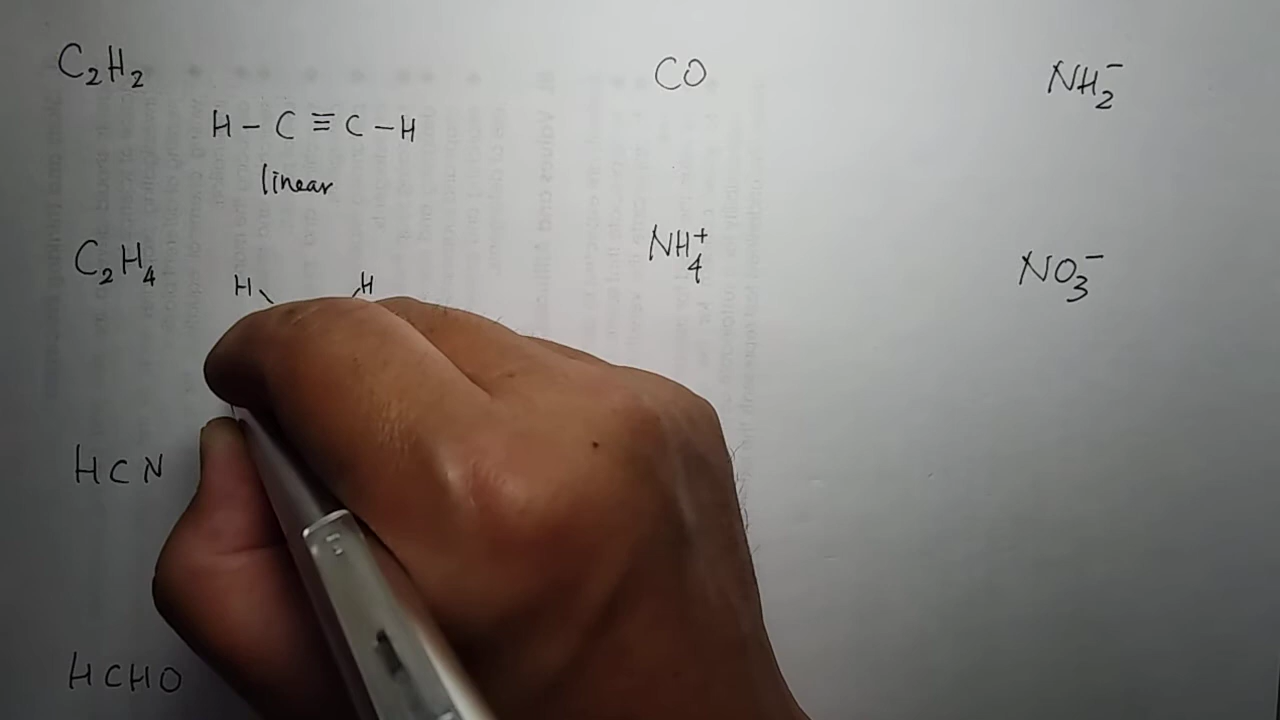 C₂H₂
H – C ≡ C – H
linear
C₂H₄
H H
HCN
HCHO
CO
NH₄⁺
NH₂⁻
NO₃⁻